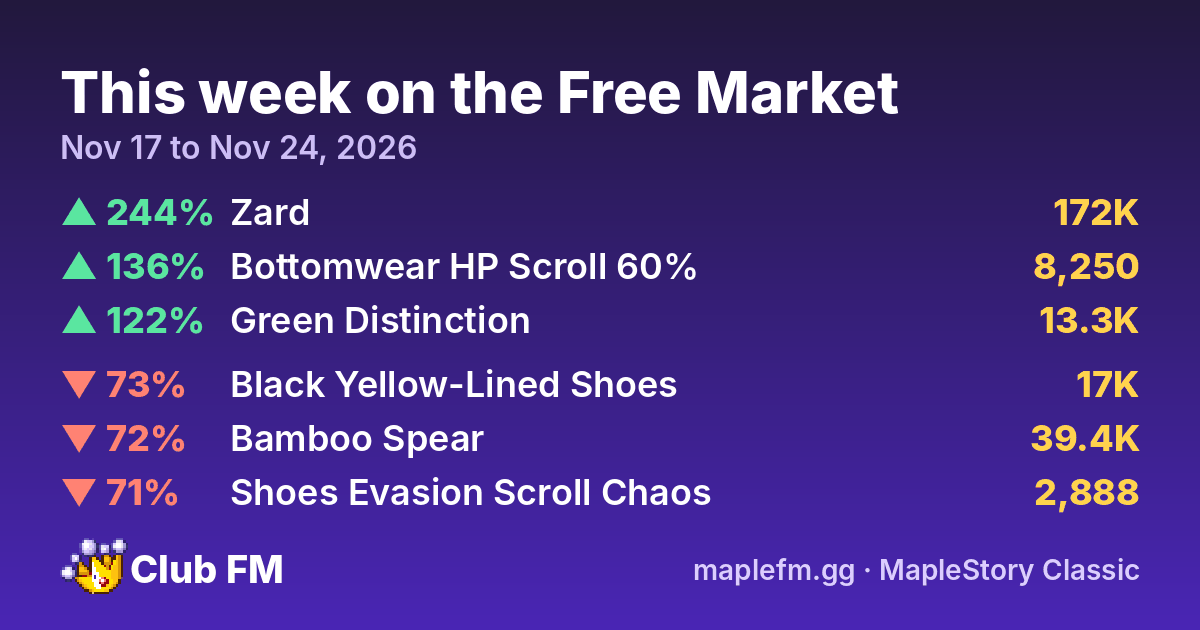 This week on the Free Market
Nov 17 to Nov 24, 2026
▲ 244% Zard 172K
▲ 136% Bottomwear HP Scroll 60% 8,250
▲ 122% Green Distinction 13.3K
▼ 73% Black Yellow-Lined Shoes 17K
▼ 72% Bamboo Spear 39.4K
▼ 71% Shoes Evasion Scroll Chaos 2,888
Club FM maplefm.gg · MapleStory Classic